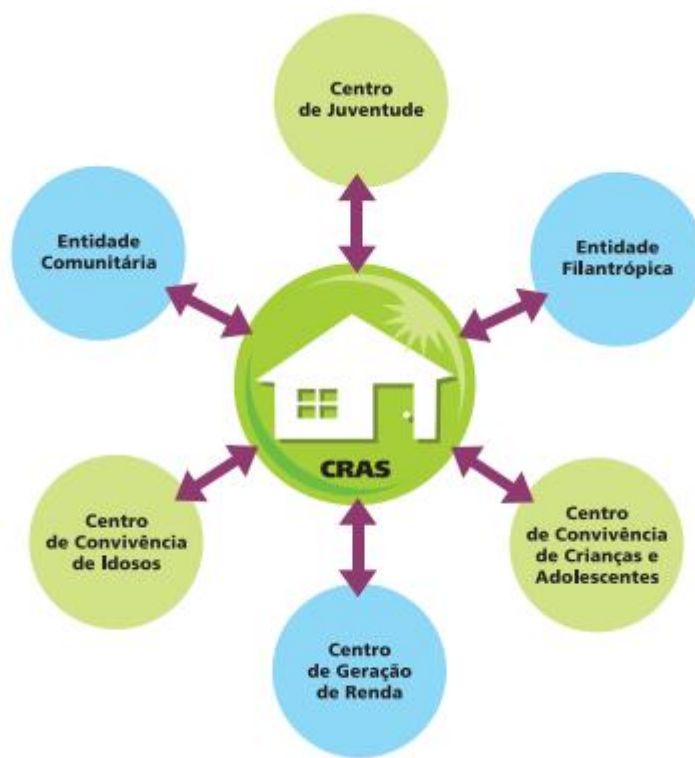 Centro
de Juventude
Entidade
Comunitária
Entidade
Filantrópica
CRAS
Centro
de Convivência
de Idosos
Centro
de Convivência
de Crianças e
Adolescentes
Centro
de Geração
de Renda